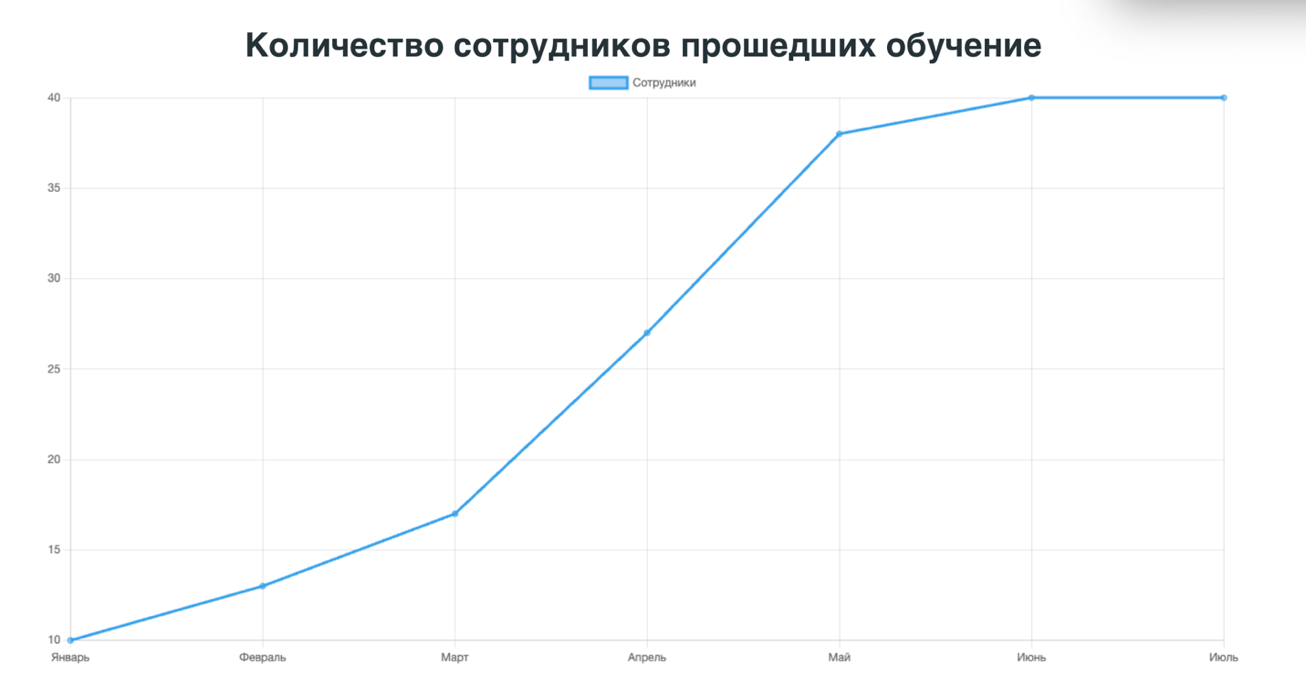 Количество сотрудников прошедших обучение
Сотрудники
40
35
30
25
20
15
10
Январь Февраль Март Апрель Май Июнь Июль